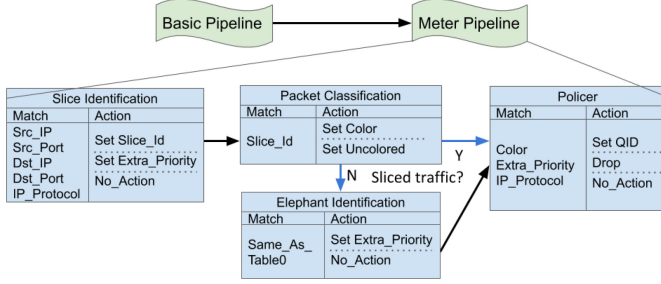 Basic Pipeline
Meter Pipeline
Slice Identification
Match
Action
Src_IP
Src_Port
Dst_IP
Dst_Port
IP_Protocol
Set Slice_Id
Set Extra_Priority
No_Action
Packet Classification
Match
Action
Slice_Id
Set Color
Set Uncolored
Y
N
Sliced traffic?
Elephant Identification
Match
Action
Same_As_
Table0
Set Extra_Priority
No_Action
Policer
Match
Action
Color
Extra_Priority
IP_Protocol
Set QID
Drop
No_Action